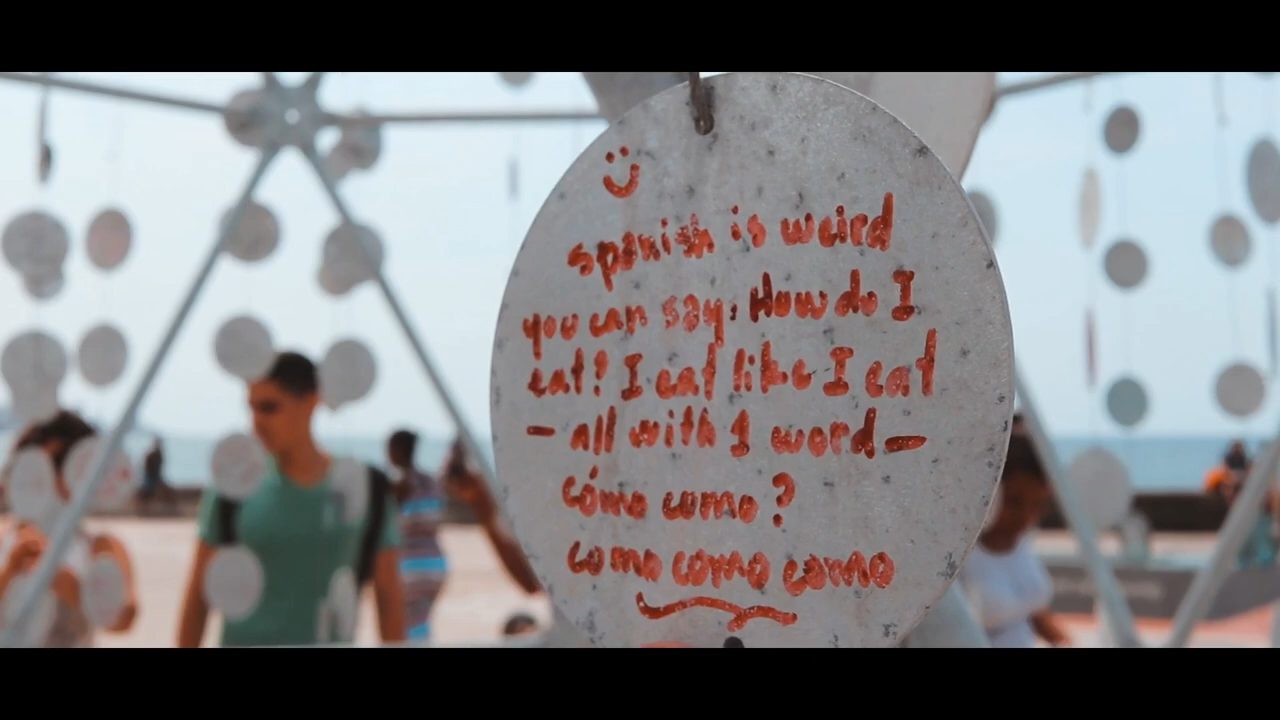 spanish is weird
you can say. How do I
eat? I eat like I eat
- all with 1 word -
cómo como?
como como como